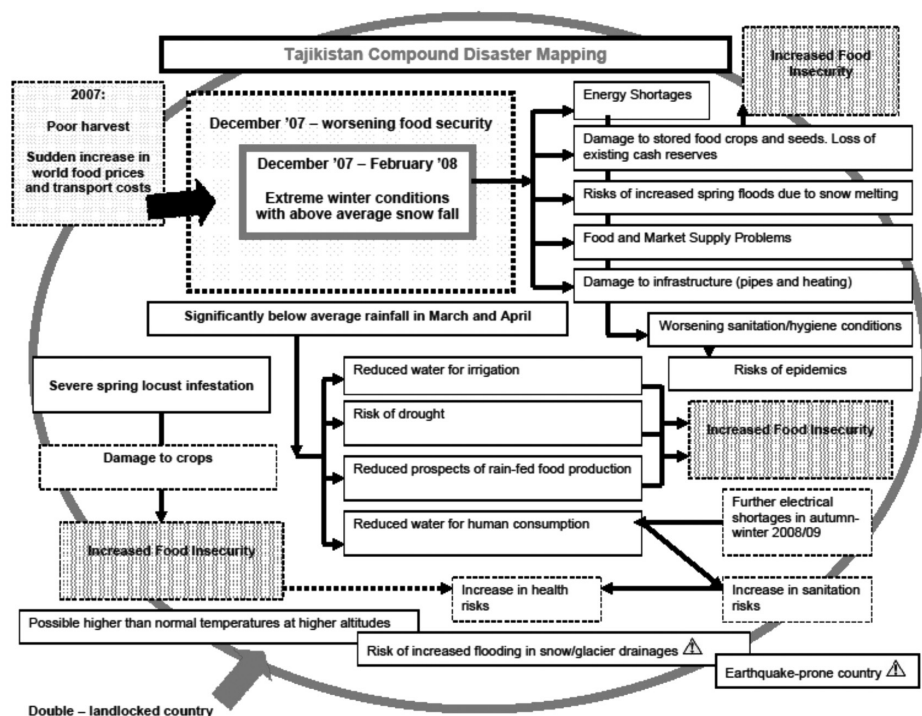 Tajikistan Compound Disaster Mapping
Increased Food
Insecurity
2007:
Poor harvest
Sudden increase in
world food prices
and transport costs
December '07 – worsening food security
December '07 – February '08
Extreme winter conditions
with above average snow fall
Energy Shortages
Damage to stored food crops and seeds. Loss of
existing cash reserves
Risks of increased spring floods due to snow melting
Food and Market Supply Problems
Damage to infrastructure (pipes and heating)
Significantly below average rainfall in March and April
Worsening sanitation/hygiene conditions
Risks of epidemics
Severe spring locust infestation
Damage to crops
Increased Food Insecurity
Reduced water for irrigation
Risk of drought
Reduced prospects of rain-fed food production
Reduced water for human consumption
Increased Food Insecurity
Further electrical
shortages in autumn-
winter 2008/09
Increase in health
risks
Increase in sanitation
risks
Possible higher than normal temperatures at higher altitudes
Risk of increased flooding in snow/glacier drainages
Earthquake-prone country
Double – landlocked country